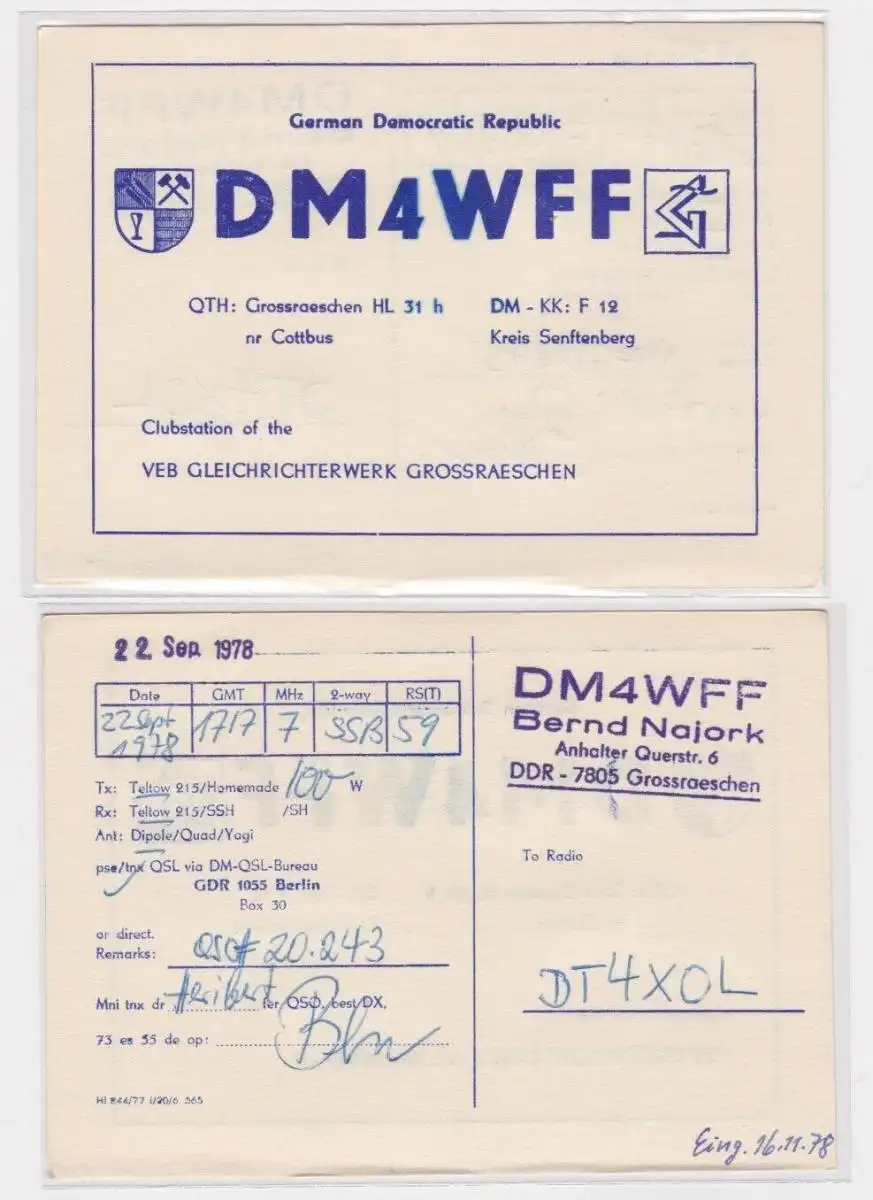 German Democratic Republic
DM4WFF
QTH: Grossraeschen HL 31 h DM - KK: F 12
nr Cottbus Kreis Senftenberg
Clubstation of the
VEB GLEICHRICHTERWERK GROSSRAESCHEN
22. Sep. 1978
Date GMT MHz 2-way RS(T)
22 Sept 1717 7 SSB 59
1978
Tx: Teltow 215/Homemade 100 W
Rx: Teltow 215/SSH /SH
Ant: Dipole/Quad/Yagi
pse/tnx QSL via DM-QSL-Bureau
GDR 1055 Berlin
Box 30
or direct.
Remarks: QSO# 20.243
Mni tnx dr Heribert fer QSO, best DX,
73 es 55 de op:
HI 844/77 I/20/6 565
DM4WFF
Bernd Najork
Anhalter Querstr. 6
DDR - 7805 Grossraeschen
To Radio
DT4XOL
Eing. 16.11.78